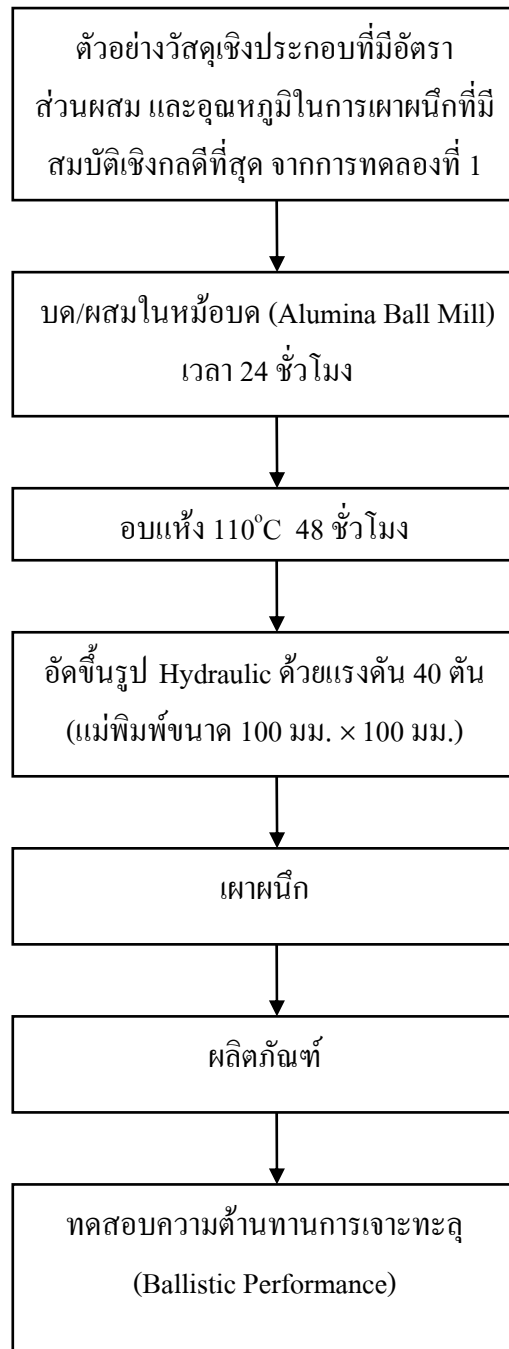 ตัวอย่างวัสดุเชิงประกอบที่มีอัตรา
ส่วนผสม และอุณหภูมิในการเผาผนึกที่มี
สมบัติเชิงกลดีที่สุด จากการทดลองที่ 1
บด/ผสมในหม้อบด (Alumina Ball Mill)
เวลา 24 ชั่วโมง
อบแห้ง 110°C 48 ชั่วโมง
อัดขึ้นรูป Hydraulic ด้วยแรงดัน 40 ตัน
(แม่พิมพ์ขนาด 100 มม. × 100 มม.)
เผาผนึก
ผลิตภัณฑ์
ทดสอบความต้านทานการเจาะทะลุ
(Ballistic Performance)